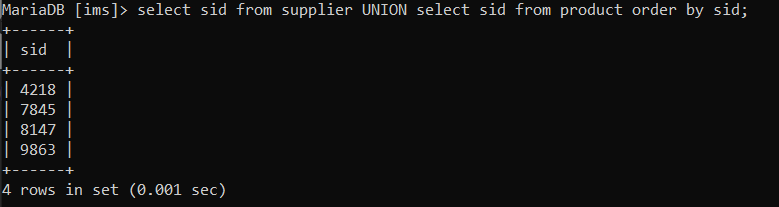 MariaDB [ims]> select sid from supplier UNION select sid from product order by sid;
+------+
| sid  |
+------+
| 4218 |
| 7845 |
| 8147 |
| 9863 |
+------+
4 rows in set (0.001 sec)